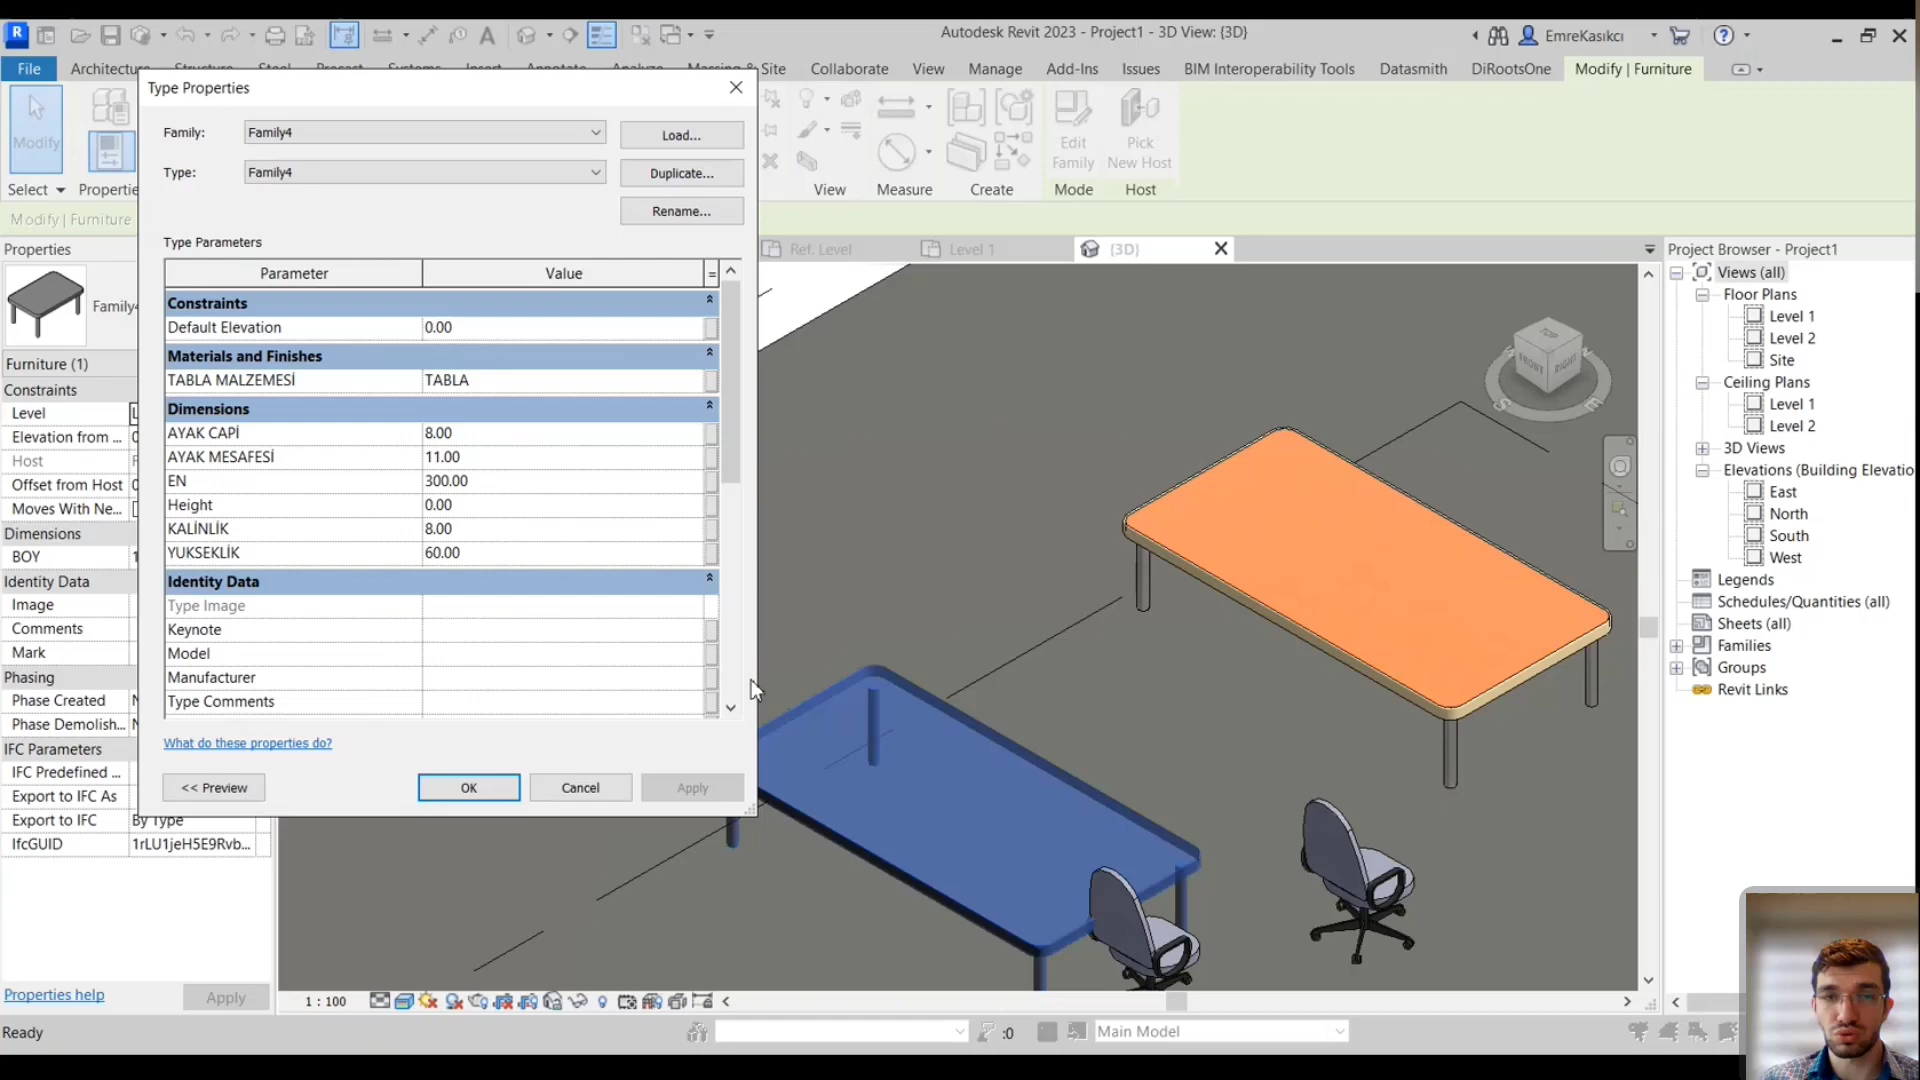 Autodesk Revit 2023 - Project1 - 3D View: {3D}
EmreKasıkcı
File
Architecture
Collaborate
View
Manage
Add-Ins
Issues
BIM Interoperability Tools
Datasmith
DiRootsOne
Modify | Furniture
Modify
Select
View
Measure
Create
Edit
Family
Mode
Pick
New Host
Host
Modify | Furniture
Type Properties
Family:
Family4
Load...
Type:
Family4
Duplicate...
Rename...
Type Parameters
Parameter
Value
=
Constraints
Default Elevation
0.00
Materials and Finishes
TABLA MALZEMESİ
TABLA
Dimensions
AYAK CAPİ
8.00
AYAK MESAFESİ
11.00
EN
300.00
Height
0.00
KALİNLİK
8.00
YUKSEKLİK
60.00
Identity Data
Type Image
Keynote
Model
Manufacturer
Type Comments
What do these properties do?
<< Preview
OK
Cancel
Apply
Properties
Furniture (1)
Constraints
Level
Elevation from ...
Host
Offset from Host
Moves With Ne...
Dimensions
BOY
Identity Data
Image
Comments
Mark
Phasing
Phase Created
Phase Demolish...
IFC Parameters
IFC Predefined ...
Export to IFC As
Export to IFC
By Type
IfcGUID
1rLU1jeH5E9Rvb...
Properties help
Apply
Ref. Level
Level 1
{3D}
FRONT
RIGHT
S
E
Project Browser - Project1
Views (all)
Floor Plans
Level 1
Level 2
Site
Ceiling Plans
Level 1
Level 2
3D Views
Elevations (Building Elevatio
East
North
South
West
Legends
Schedules/Quantities (all)
Sheets (all)
Families
Groups
Revit Links
1 : 100
Ready
:0
Main Model